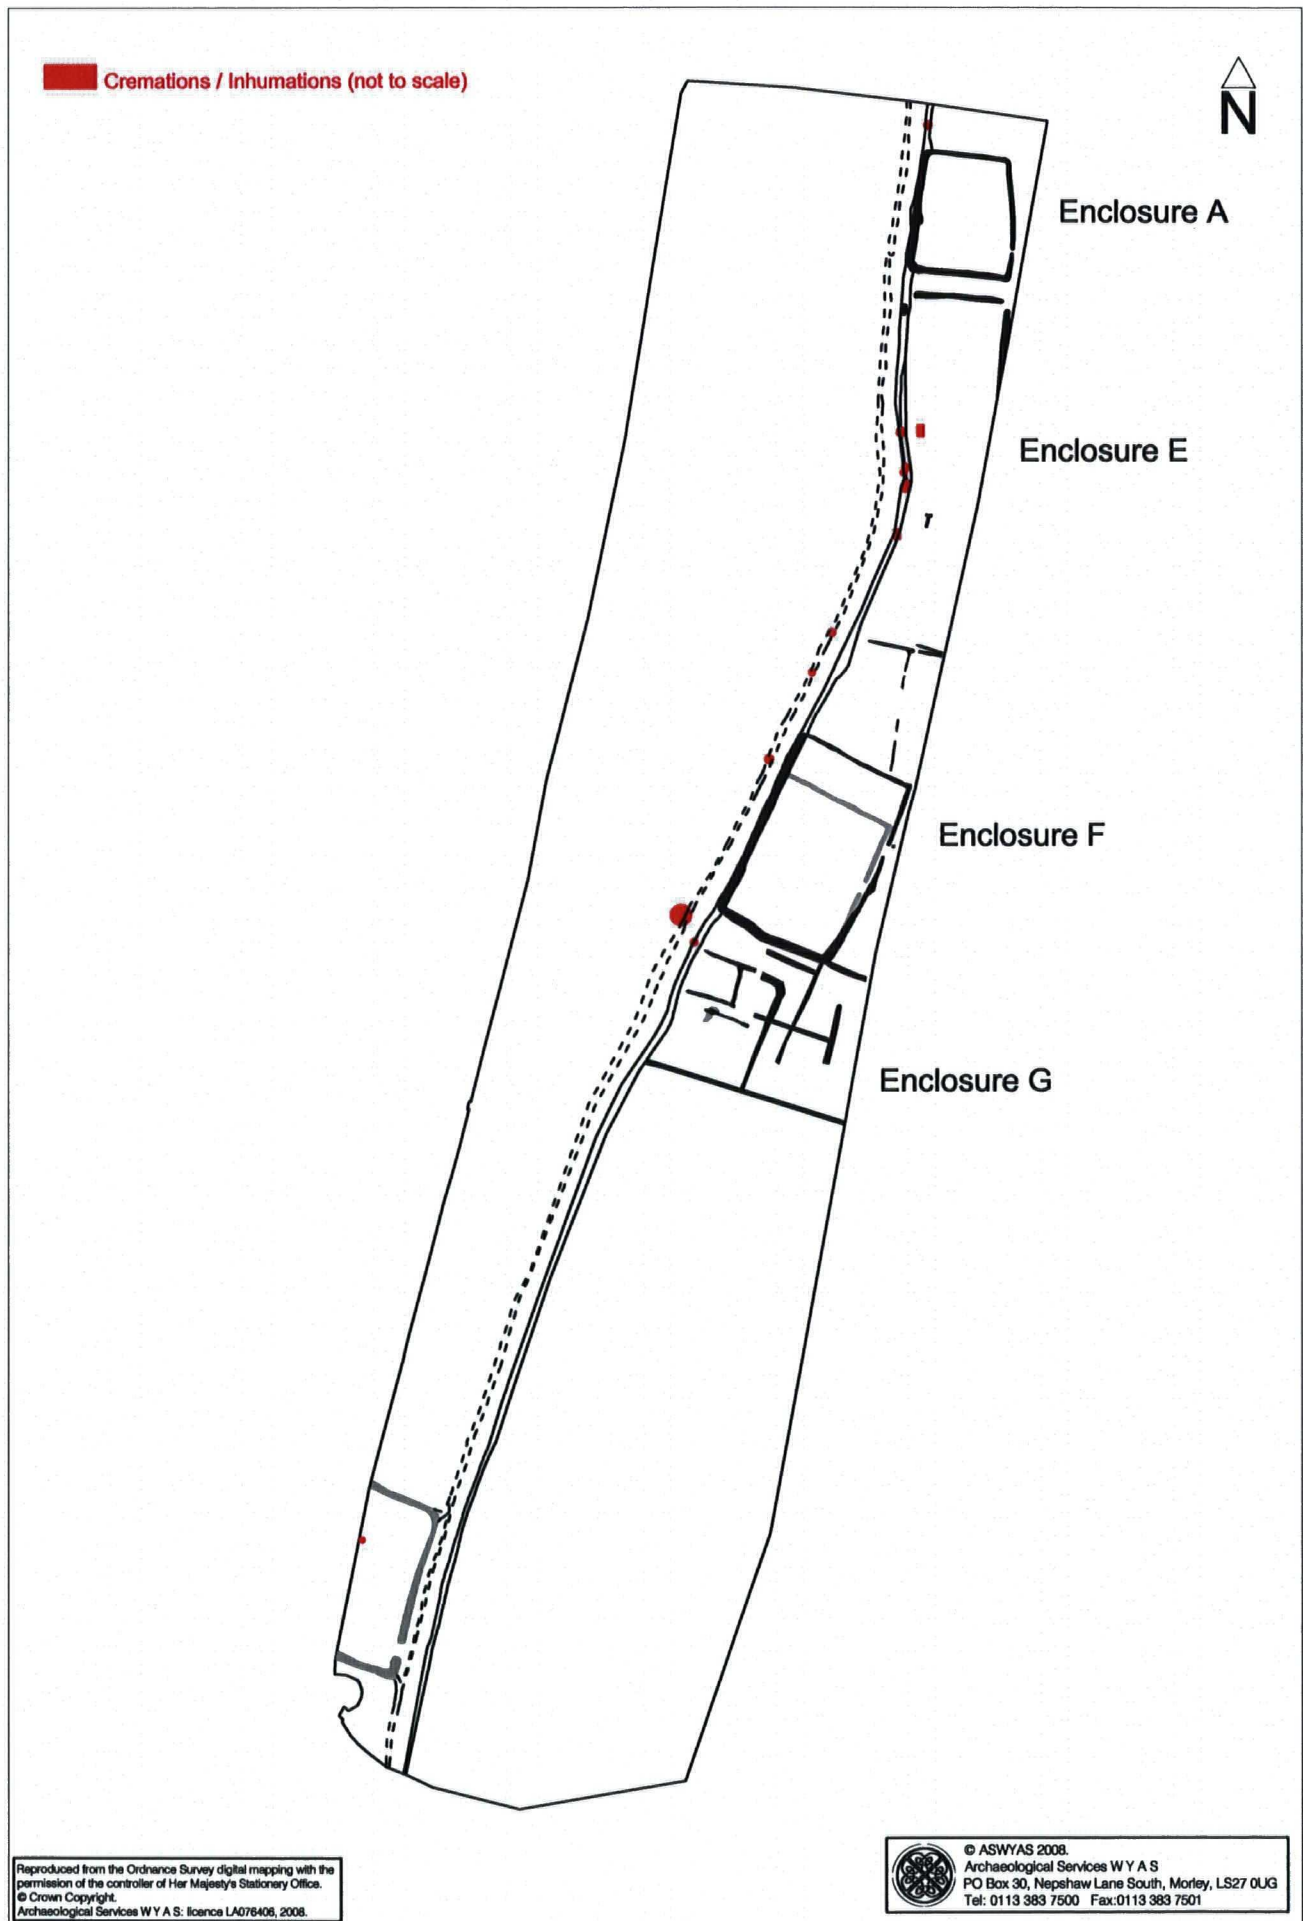 Cremations / Inhumations (not to scale)
N
Enclosure A
Enclosure E
Enclosure F
Enclosure G
Reproduced from the Ordnance Survey digital mapping with the
permission of the controller of Her Majesty's Stationery Office.
© Crown Copyright.
Archaeological Services W Y A S: licence LA076406, 2008.
© ASWYAS 2008.
Archaeological Services W Y A S
PO Box 30, Nepshaw Lane South, Morley, LS27 0UG
Tel: 0113 383 7500 Fax:0113 383 7501